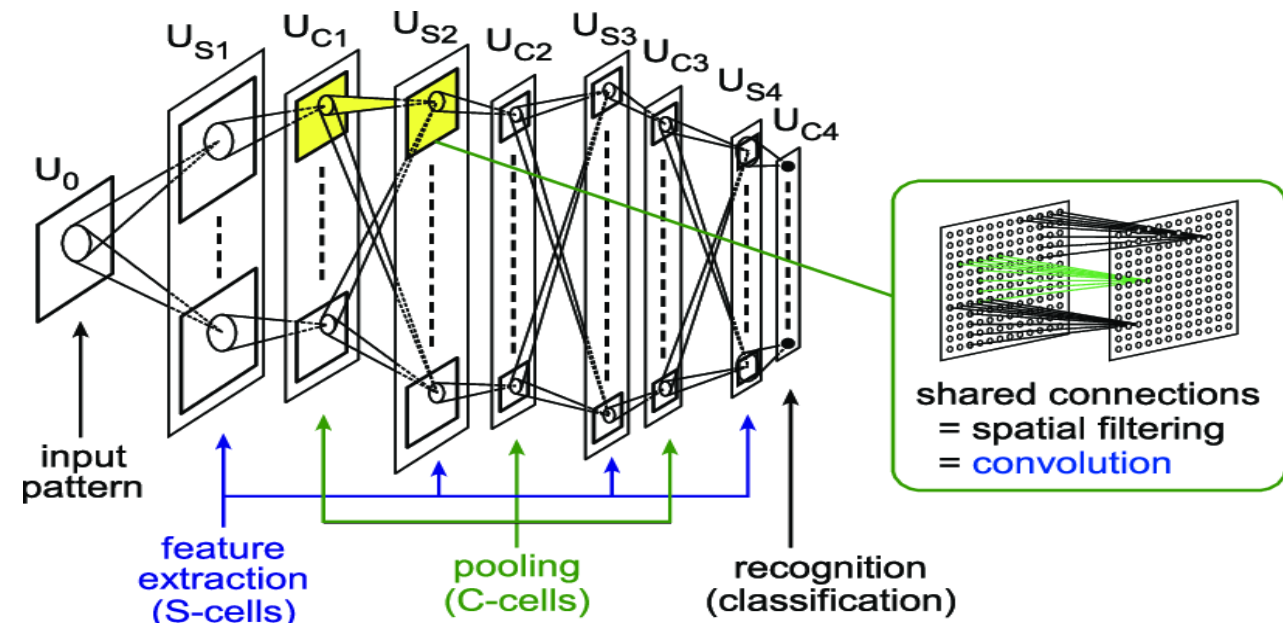 U0
US1
UC1
US2
UC2
US3
UC3
US4
UC4
input
pattern
feature
extraction
(S-cells)
pooling
(C-cells)
recognition
(classification)
shared connections
= spatial filtering
= convolution